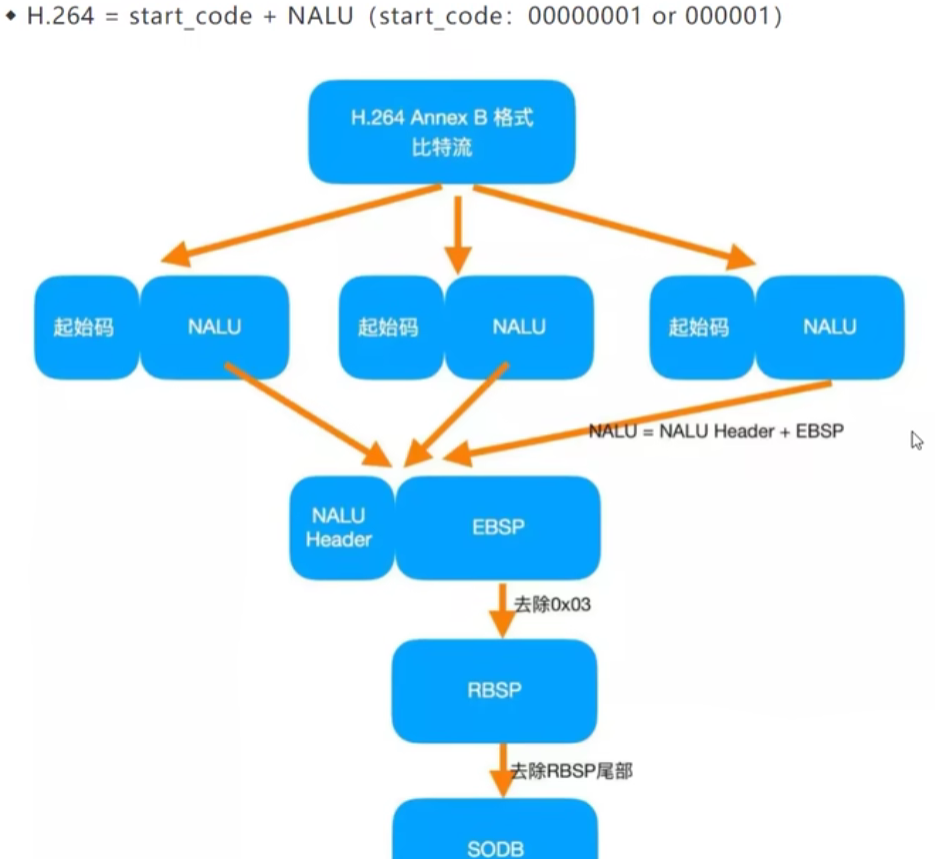 ◆ H.264 = start_code + NALU（start_code：00000001 or 000001）
H.264 Annex B 格式
比特流
起始码
NALU
起始码
NALU
起始码
NALU
NALU = NALU Header + EBSP
NALU
Header
EBSP
去除0x03
RBSP
去除RBSP尾部
SODB